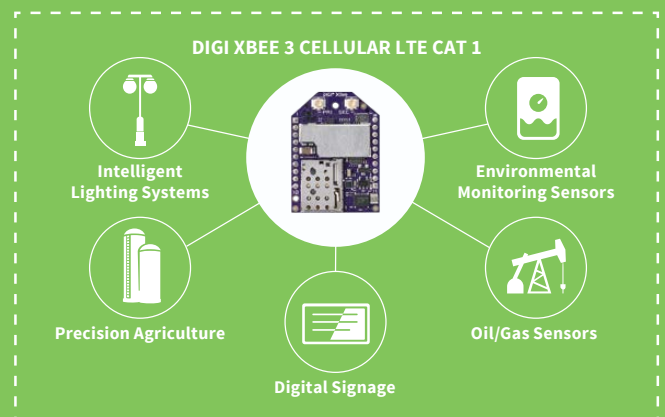 DIGI XBEE 3 CELLULAR LTE CAT 1
Intelligent
Lighting Systems
Environmental
Monitoring Sensors
Precision Agriculture
Oil/Gas Sensors
Digital Signage